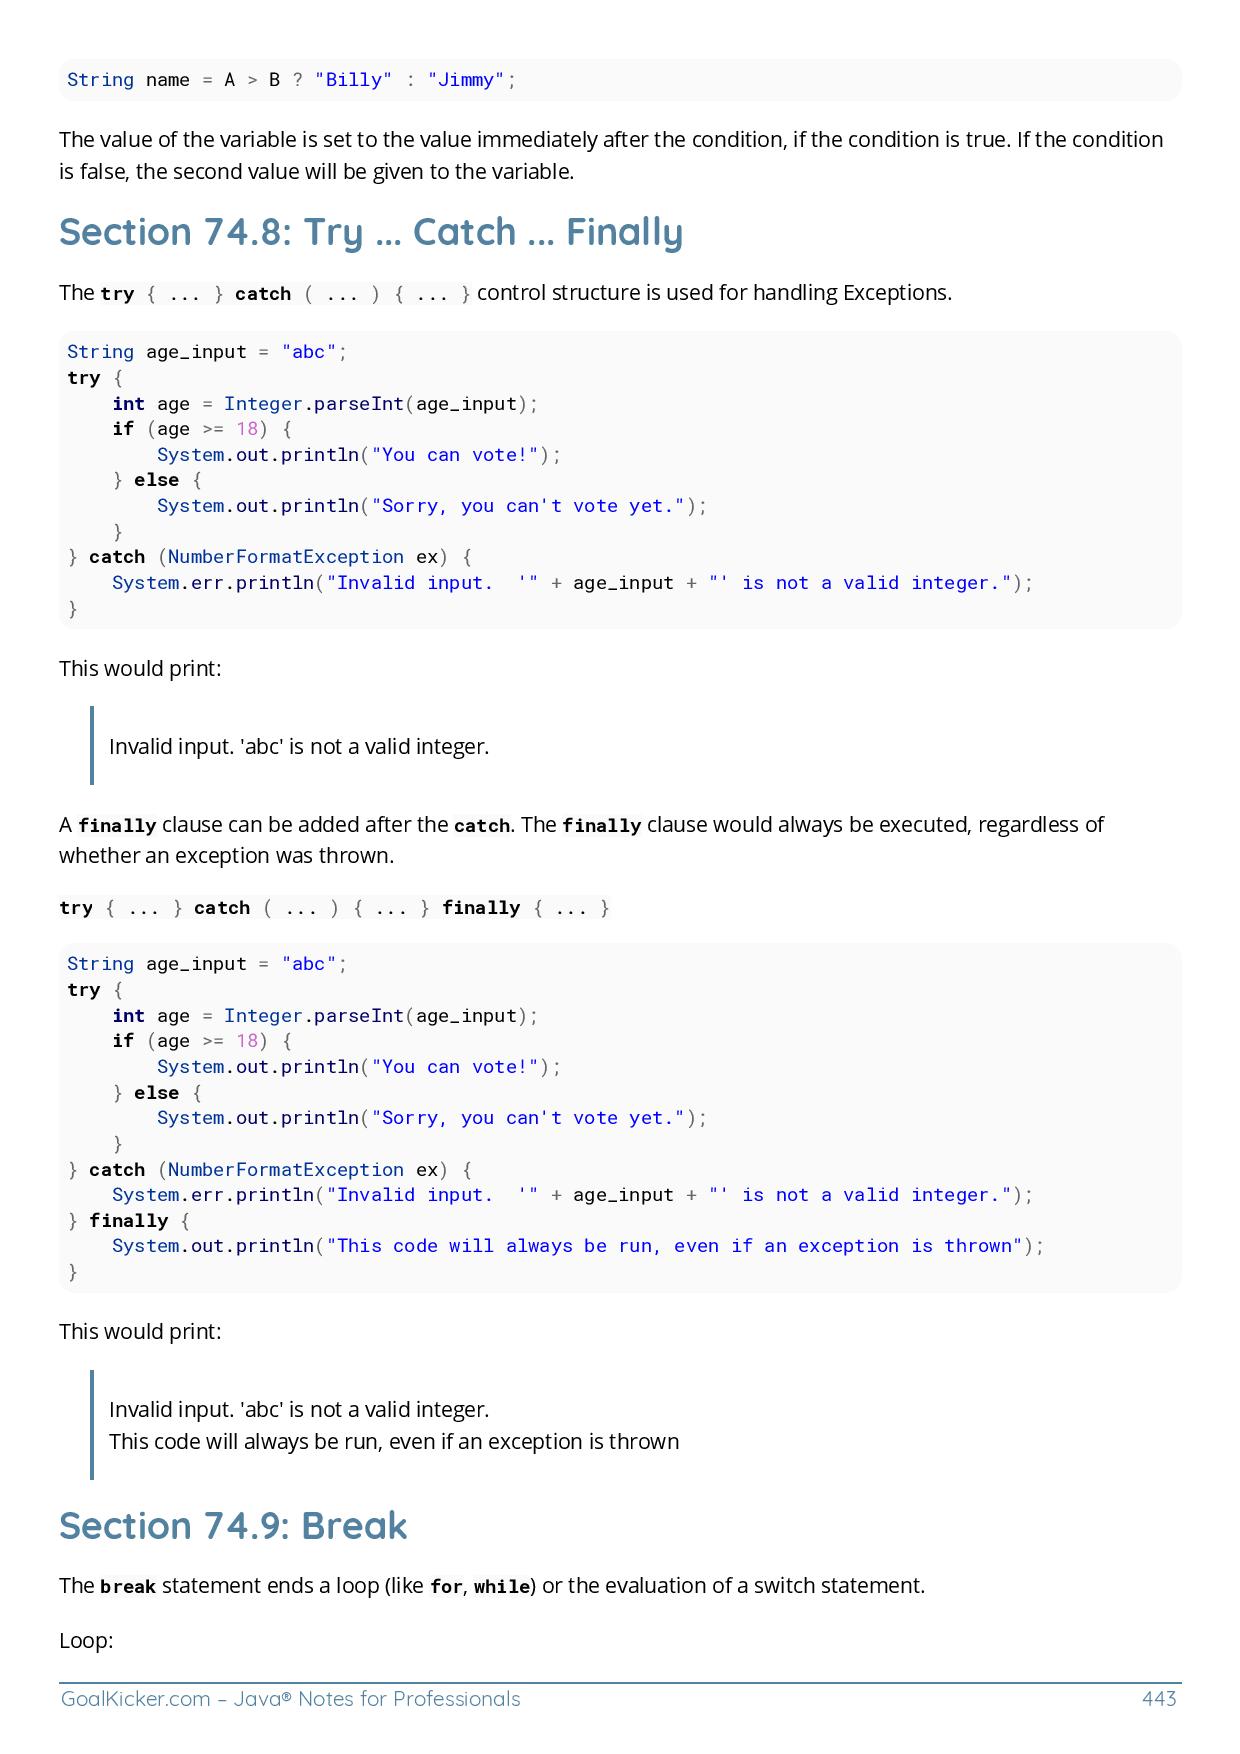 String name = A > B ? "Billy" : "Jimmy";
The value of the variable is set to the value immediately after the condition, if the condition is true. If the condition
is false, the second value will be given to the variable.
Section 74.8: Try ... Catch ... Finally
The try { ... } catch ( ... ) { ... } control structure is used for handling Exceptions.
String age_input = "abc";
try {
    int age = Integer.parseInt(age_input);
    if (age >= 18) {
        System.out.println("You can vote!");
    } else {
        System.out.println("Sorry, you can't vote yet.");
    }
} catch (NumberFormatException ex) {
    System.err.println("Invalid input.  '" + age_input + "' is not a valid integer.");
}
This would print:
Invalid input. 'abc' is not a valid integer.
A finally clause can be added after the catch. The finally clause would always be executed, regardless of
whether an exception was thrown.
try { ... } catch ( ... ) { ... } finally { ... }
String age_input = "abc";
try {
    int age = Integer.parseInt(age_input);
    if (age >= 18) {
        System.out.println("You can vote!");
    } else {
        System.out.println("Sorry, you can't vote yet.");
    }
} catch (NumberFormatException ex) {
    System.err.println("Invalid input.  '" + age_input + "' is not a valid integer.");
} finally {
    System.out.println("This code will always be run, even if an exception is thrown");
}
This would print:
Invalid input. 'abc' is not a valid integer.
This code will always be run, even if an exception is thrown
Section 74.9: Break
The break statement ends a loop (like for, while) or the evaluation of a switch statement.
Loop:
GoalKicker.com – Java® Notes for Professionals 443